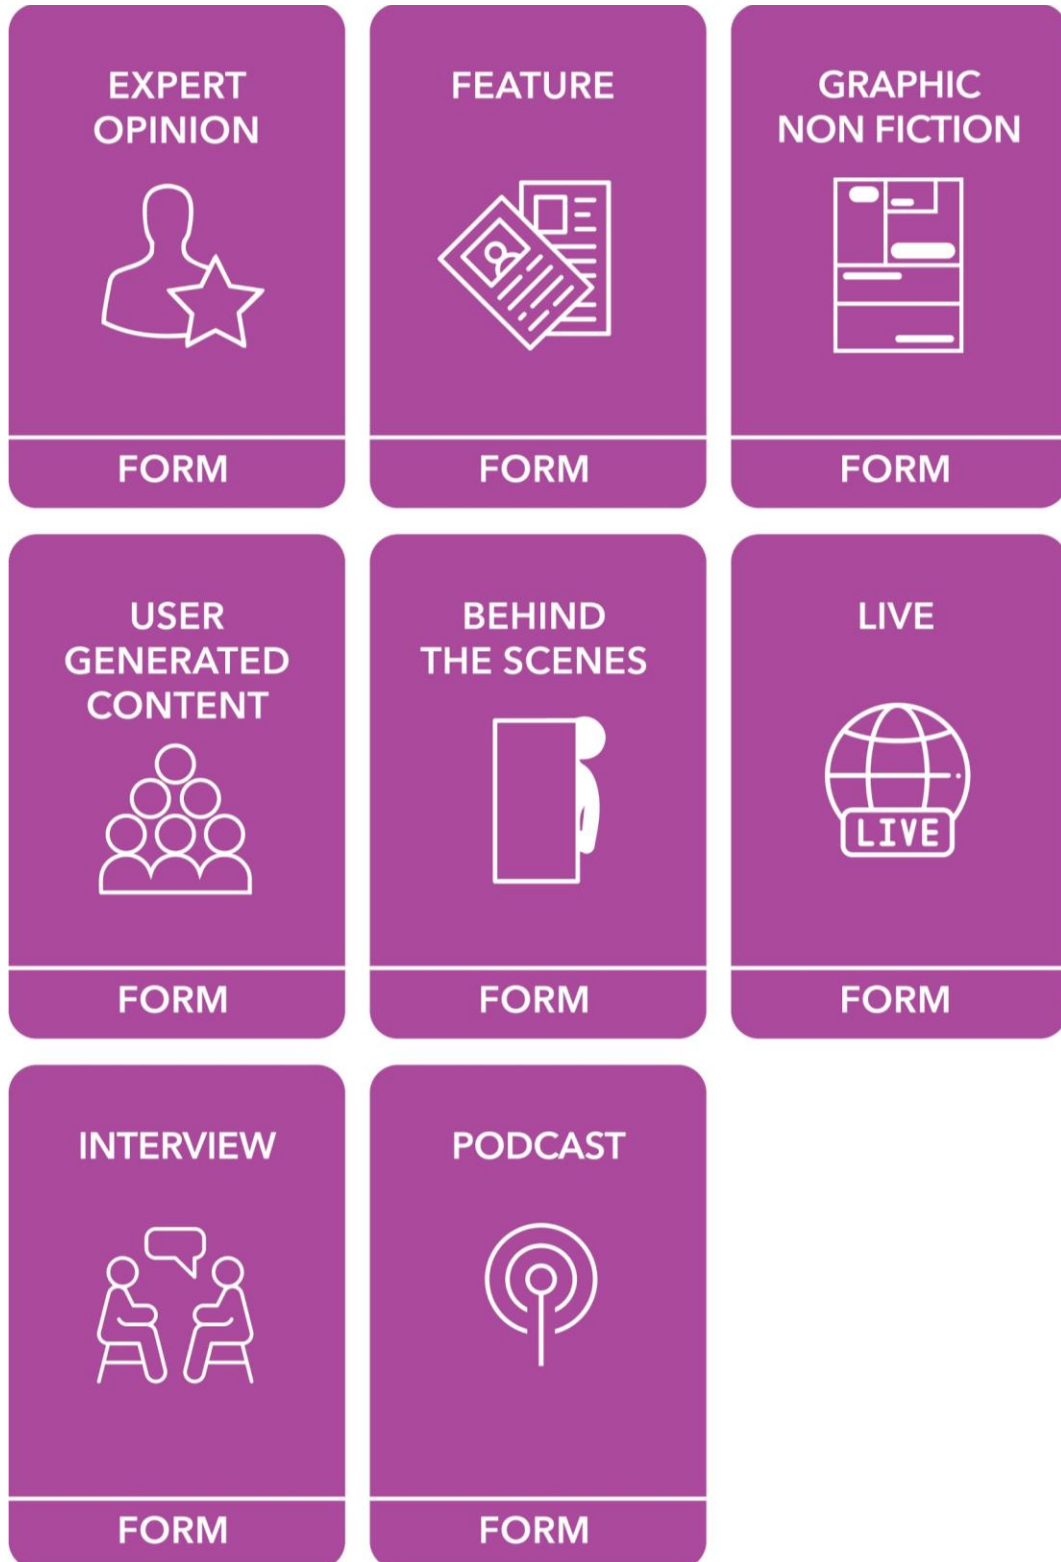 EXPERT
OPINION
FORM
FEATURE
FORM
GRAPHIC
NON FICTION
FORM
USER
GENERATED
CONTENT
FORM
BEHIND
THE SCENES
FORM
LIVE
LIVE
FORM
INTERVIEW
FORM
PODCAST
FORM